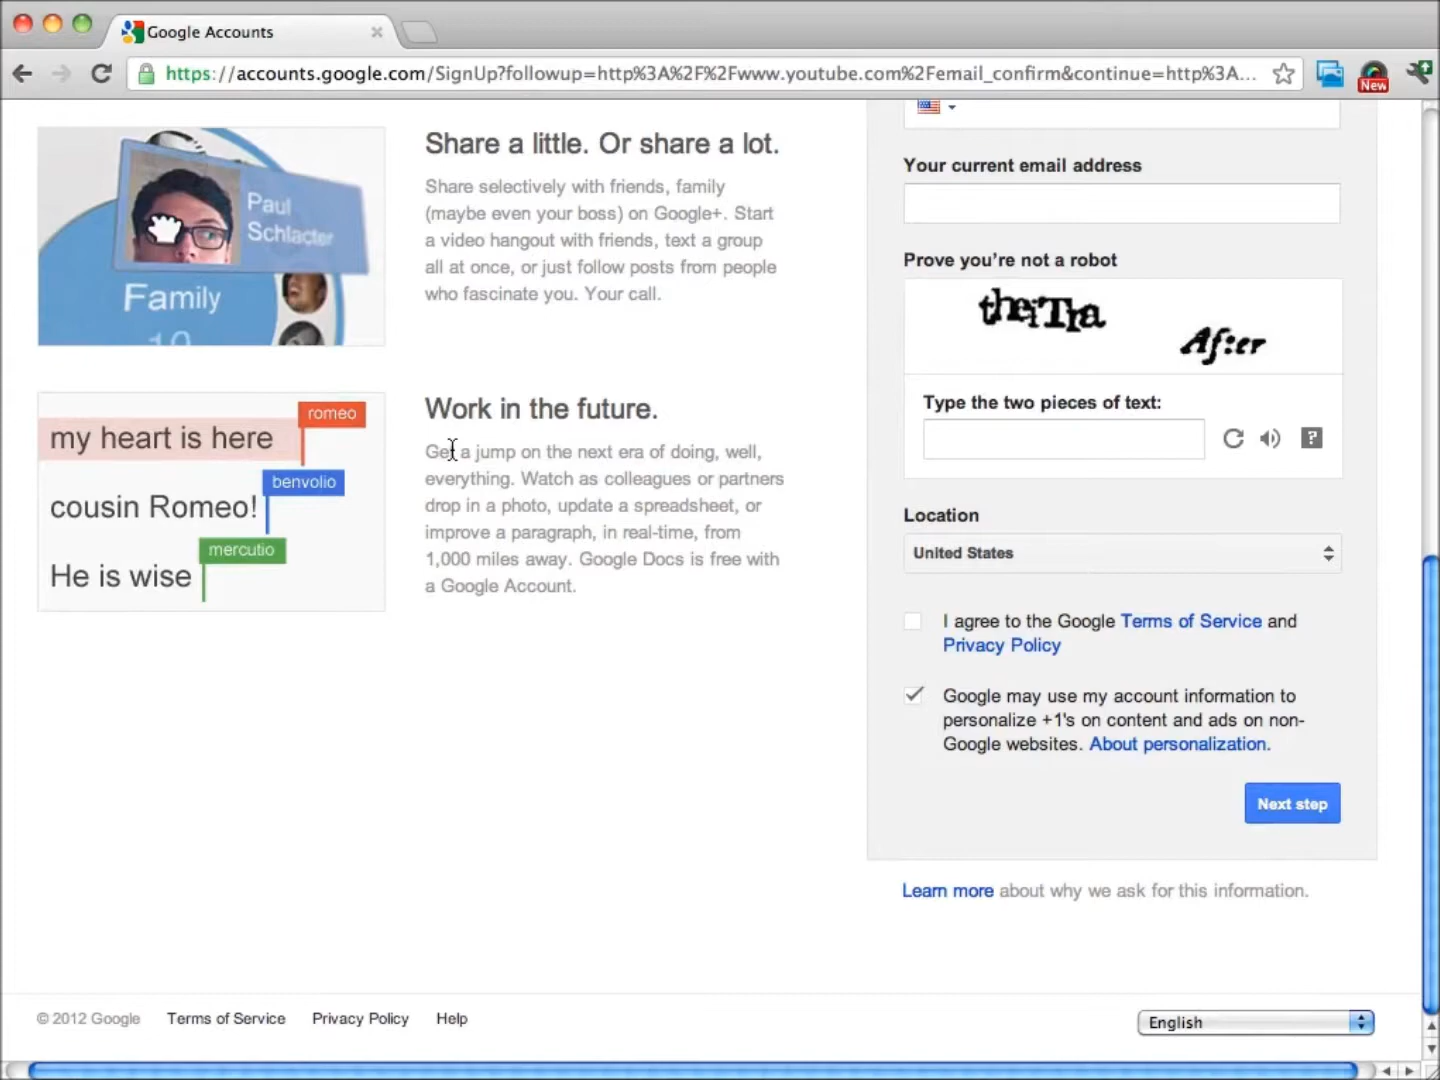 Google Accounts
https://accounts.google.com/SignUp?followup=http%3A%2F%2Fwww.youtube.com%2Femail_confirm&continue=http%3A...
New
Paul
Schlacter
Family
10
Share a little. Or share a lot.
Share selectively with friends, family
(maybe even your boss) on Google+. Start
a video hangout with friends, text a group
all at once, or just follow posts from people
who fascinate you. Your call.
romeo
my heart is here
benvolio
cousin Romeo!
mercutio
He is wise
Work in the future.
Get a jump on the next era of doing, well,
everything. Watch as colleagues or partners
drop in a photo, update a spreadsheet, or
improve a paragraph, in real-time, from
1,000 miles away. Google Docs is free with
a Google Account.
Your current email address
Prove you're not a robot
After
Type the two pieces of text:
?
Location
United States
I agree to the Google Terms of Service and
Privacy Policy
Google may use my account information to
personalize +1's on content and ads on non-
Google websites. About personalization.
Next step
Learn more about why we ask for this information.
© 2012 Google Terms of Service Privacy Policy Help
English